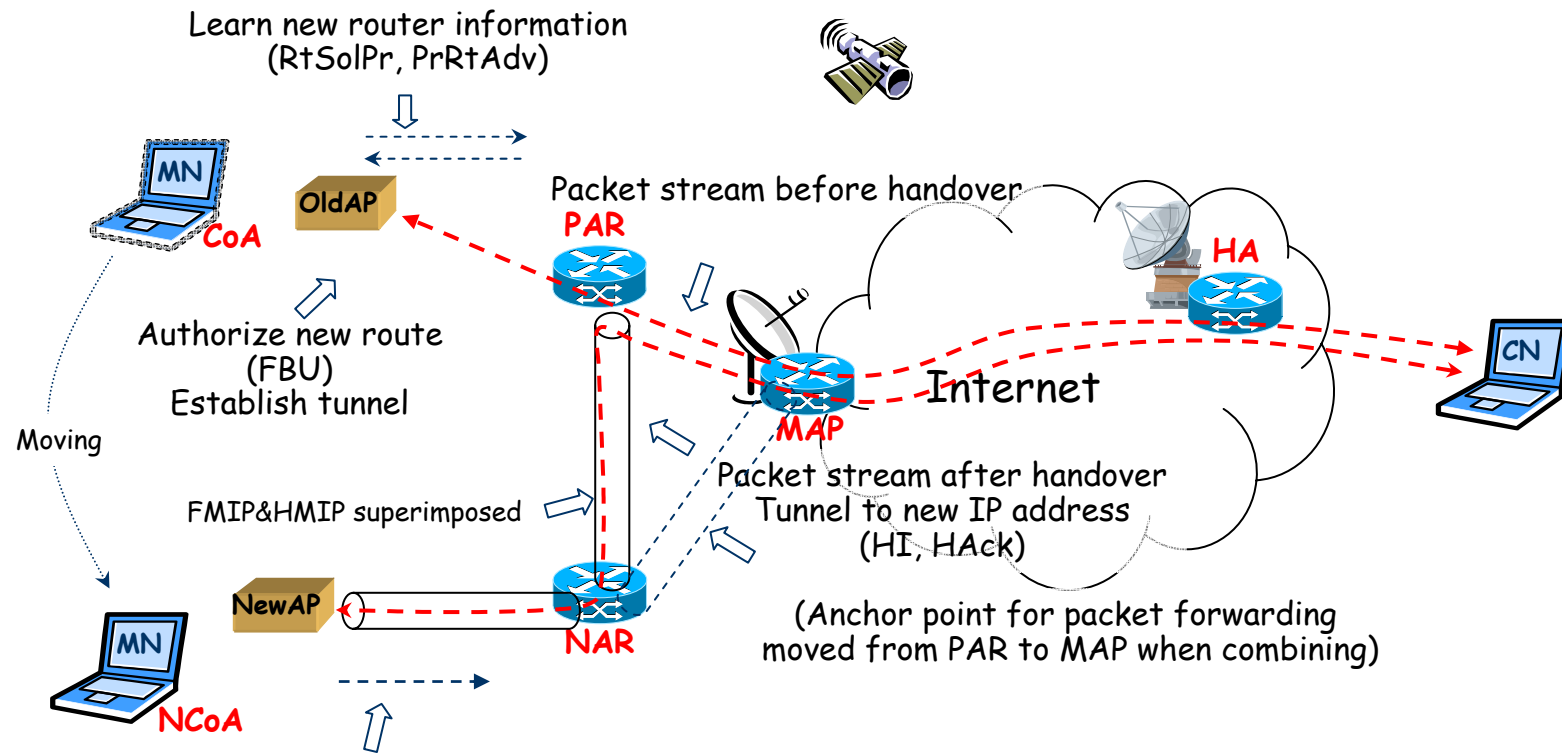 Learn new router information
(RtSolPr, PrRtAdv)
MN
CoA
OldAP
Packet stream before handover
PAR
HA
Authorize new route
(FBU)
Establish tunnel
CN
Internet
MAP
Moving
Packet stream after handover
Tunnel to new IP address
(HI, HAck)
FMIP&HMIP superimposed
NewAP
NAR
(Anchor point for packet forwarding
moved from PAR to MAP when combining)
MN
NCoA